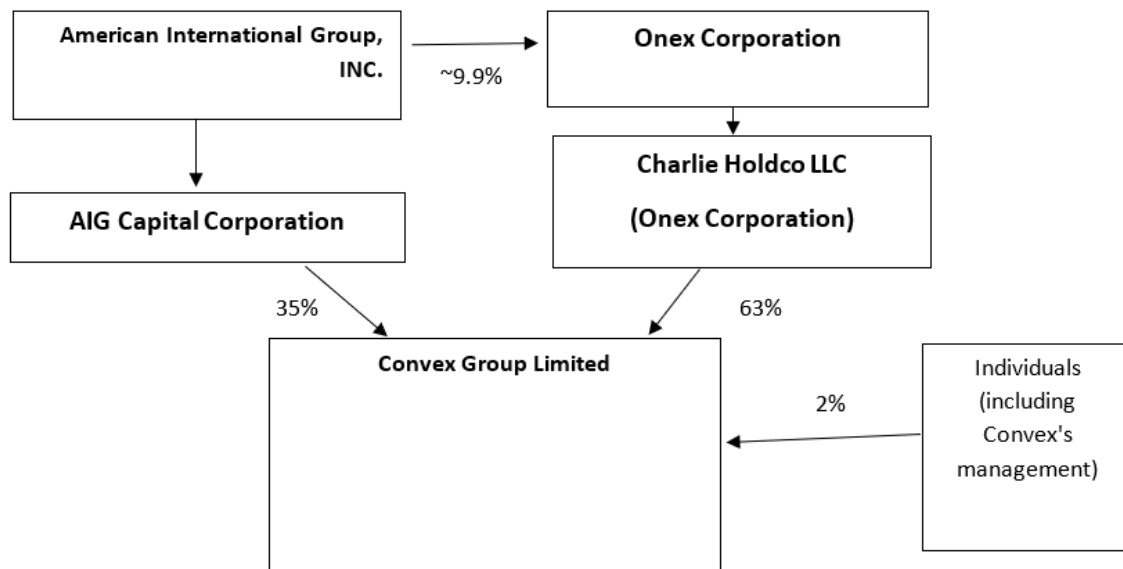 American International Group,
INC.
Onex Corporation
~9.9%
Charlie Holdco LLC
(Onex Corporation)
AIG Capital Corporation
35%
63%
Convex Group Limited
2%
Individuals
(including
Convex's
management)